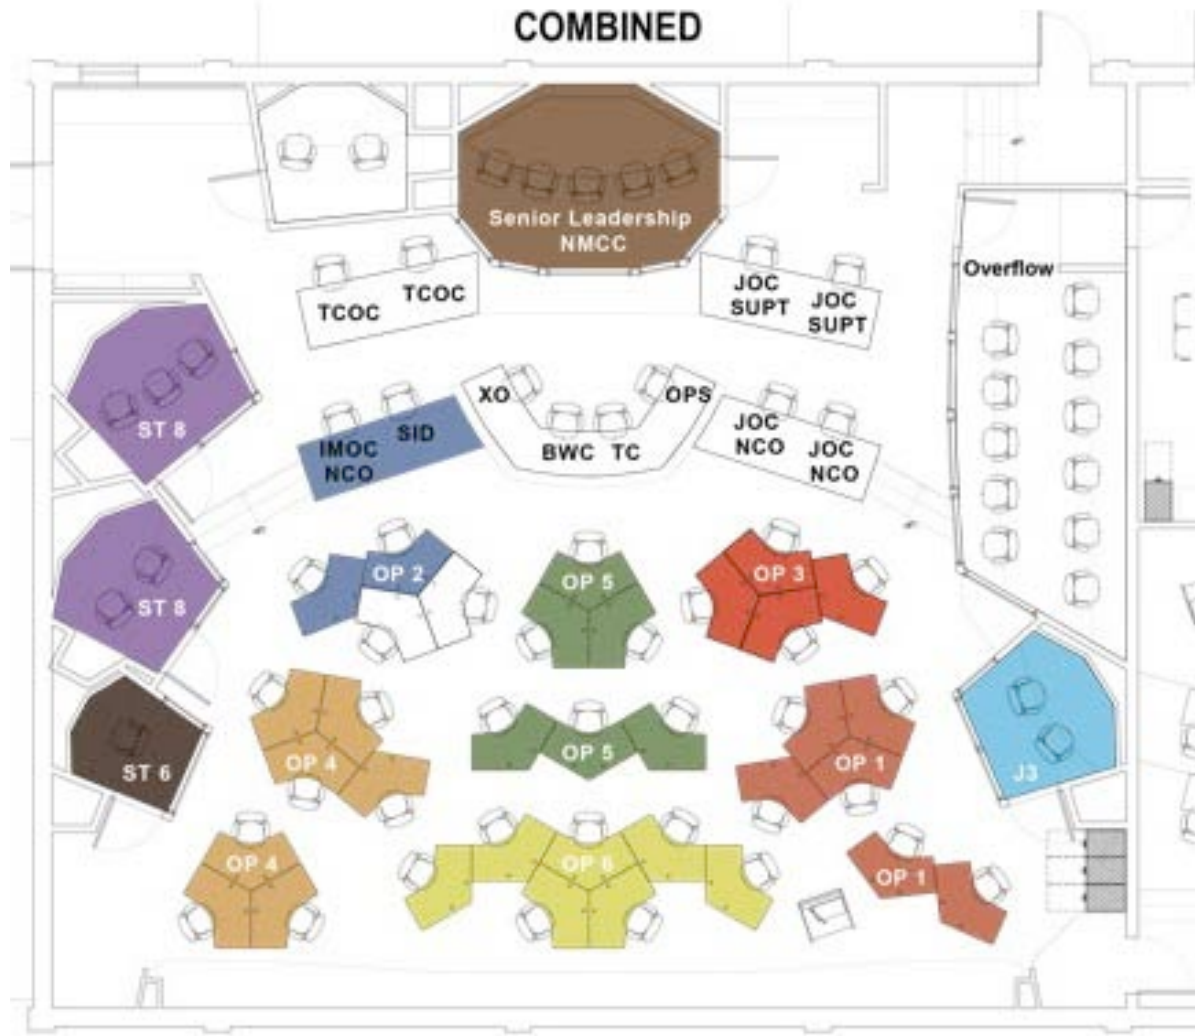 COMBINED
Senior Leadership
NMCC
Overflow
TCOC
TCOC
JOC
SUPT
JOC
SUPT
ST 8
XO
OPS
IMOC
NCO
SID
BWC
TC
JOC
NCO
JOC
NCO
ST 8
OP 2
OP 5
OP 3
ST 6
OP 4
OP 5
OP 1
J3
OP 4
OP 6
OP 1